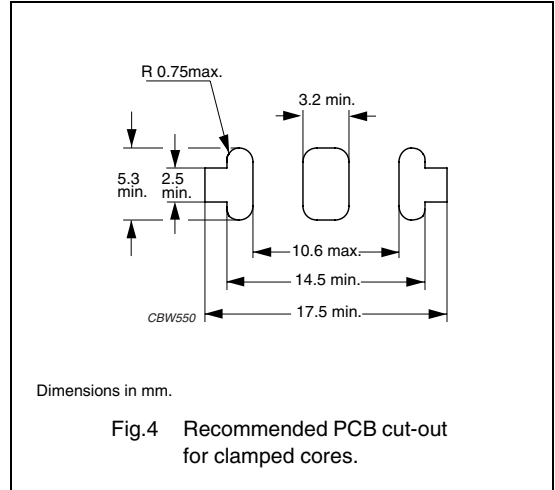 R 0.75max.
3.2 min.
5.3
min.
2.5
min.
10.6 max.
14.5 min.
17.5 min.
CBW550
Dimensions in mm.
Fig.4 Recommended PCB cut-out
for clamped cores.